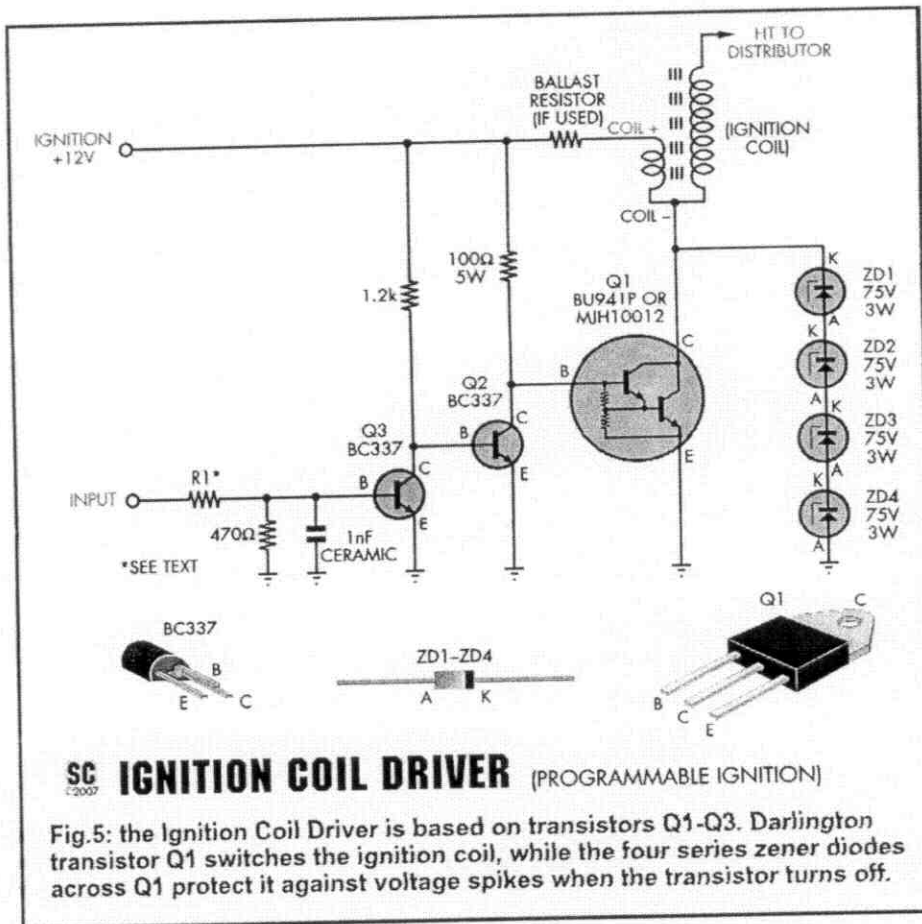 HT TO
DISTRIBUTOR
BALLAST
RESISTOR
(IF USED)
COIL +
(IGNITION
COIL)
IGNITION
+12V
COIL –
1.2k
100Ω
5W
Q1
BU941P OR
MJH10012
K
ZD1
75V
3W
A
K
ZD2
75V
3W
A
K
ZD3
75V
3W
A
K
ZD4
75V
3W
A
C
B
E
Q2
BC337
B
C
E
Q3
BC337
B
C
E
INPUT
R1*
470Ω
1nF
CERAMIC
*SEE TEXT
BC337
B
E
C
ZD1–ZD4
A
K
Q1
C
B
C
E
SC
©2007
IGNITION COIL DRIVER (PROGRAMMABLE IGNITION)
Fig.5: the Ignition Coil Driver is based on transistors Q1-Q3. Darlington
transistor Q1 switches the ignition coil, while the four series zener diodes
across Q1 protect it against voltage spikes when the transistor turns off.